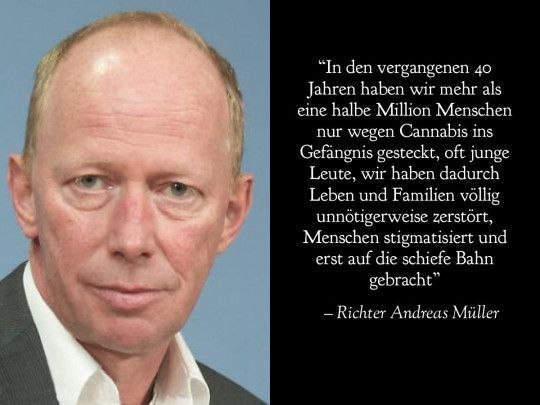 “In den vergangenen 40
Jahren haben wir mehr als
eine halbe Million Menschen
nur wegen Cannabis ins
Gefängnis gesteckt, oft junge
Leute, wir haben dadurch
Leben und Familien völlig
unnötigerweise zerstört,
Menschen stigmatisiert und
erst auf die schiefe Bahn
gebracht”
– Richter Andreas Müller